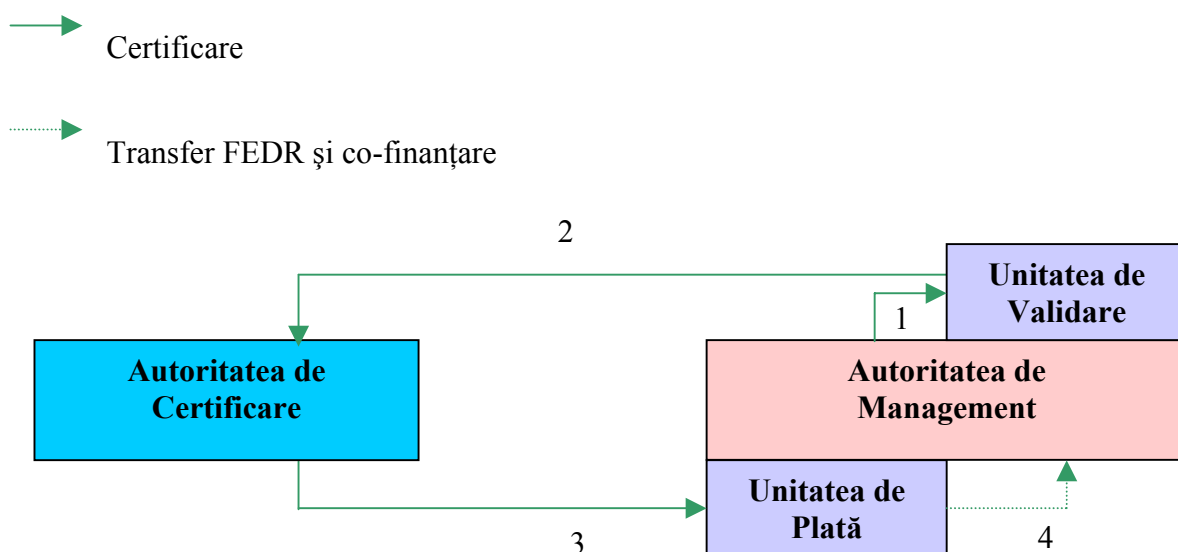 Certificare
Transfer FEDR şi co-finanțare
2
Unitatea de
Validare
1
Autoritatea de
Certificare
Autoritatea de
Management
Unitatea de
Plată
3
4